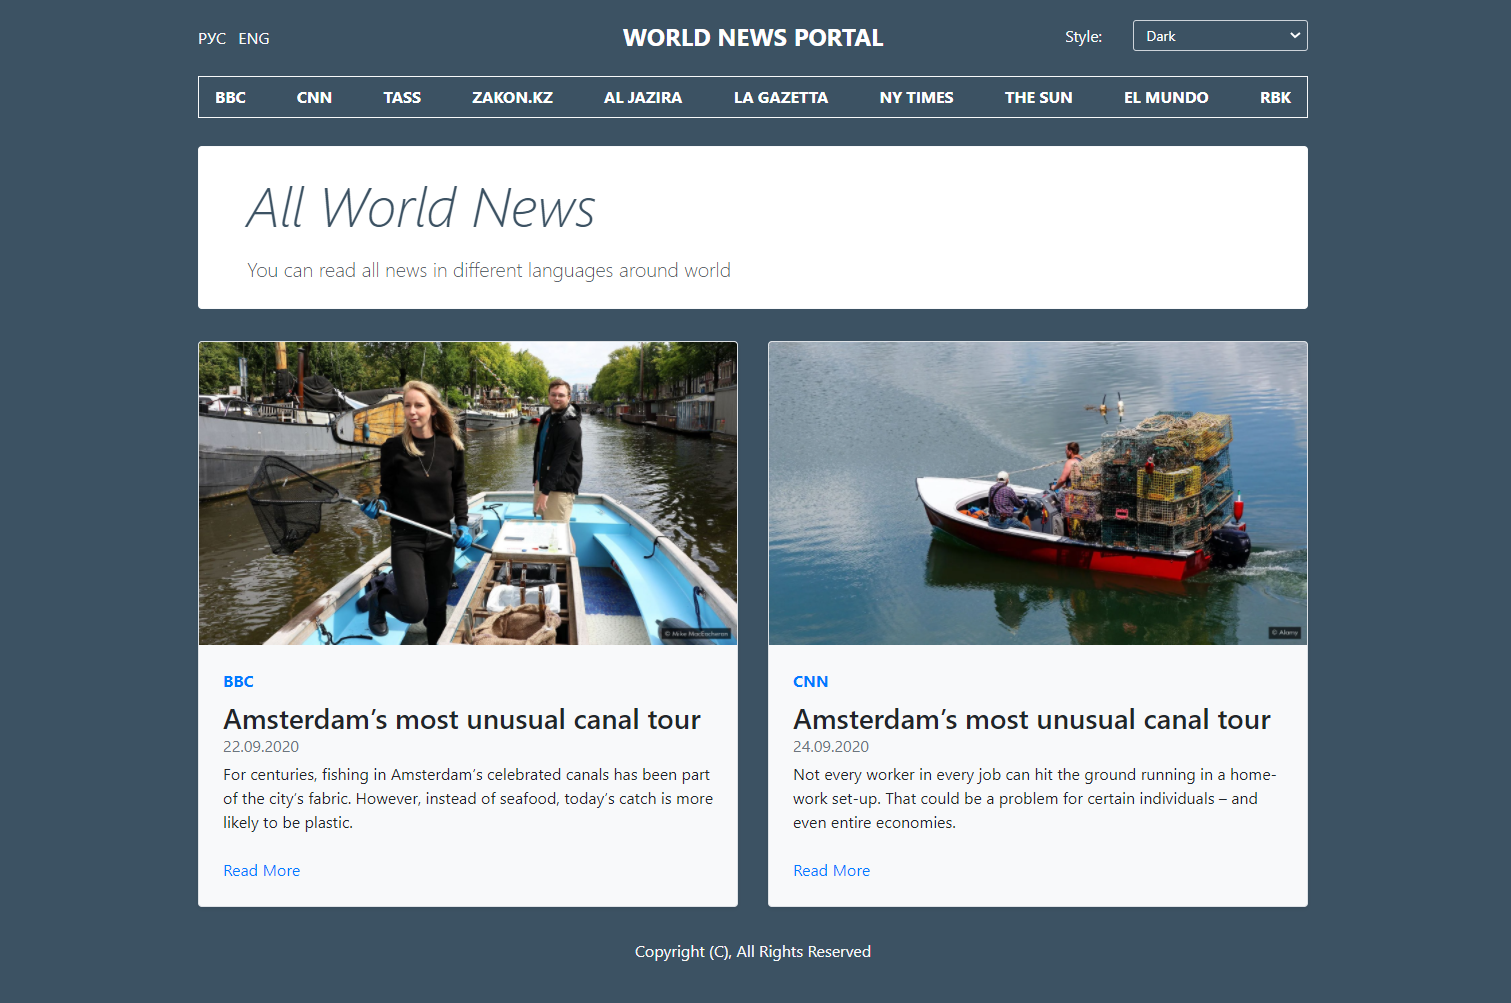 РУС ENG
WORLD NEWS PORTAL
Style:
Dark
BBC CNN TASS ZAKON.KZ AL JAZIRA LA GAZETTA NY TIMES THE SUN EL MUNDO RBK
All World News
You can read all news in different languages around world
© Mike MacEacheran
BBC
Amsterdam’s most unusual canal tour
22.09.2020
For centuries, fishing in Amsterdam’s celebrated canals has been part
of the city’s fabric. However, instead of seafood, today’s catch is more
likely to be plastic.
Read More
© Alamy
CNN
Amsterdam’s most unusual canal tour
24.09.2020
Not every worker in every job can hit the ground running in a home-
work set-up. That could be a problem for certain individuals – and
even entire economies.
Read More
Copyright (C), All Rights Reserved